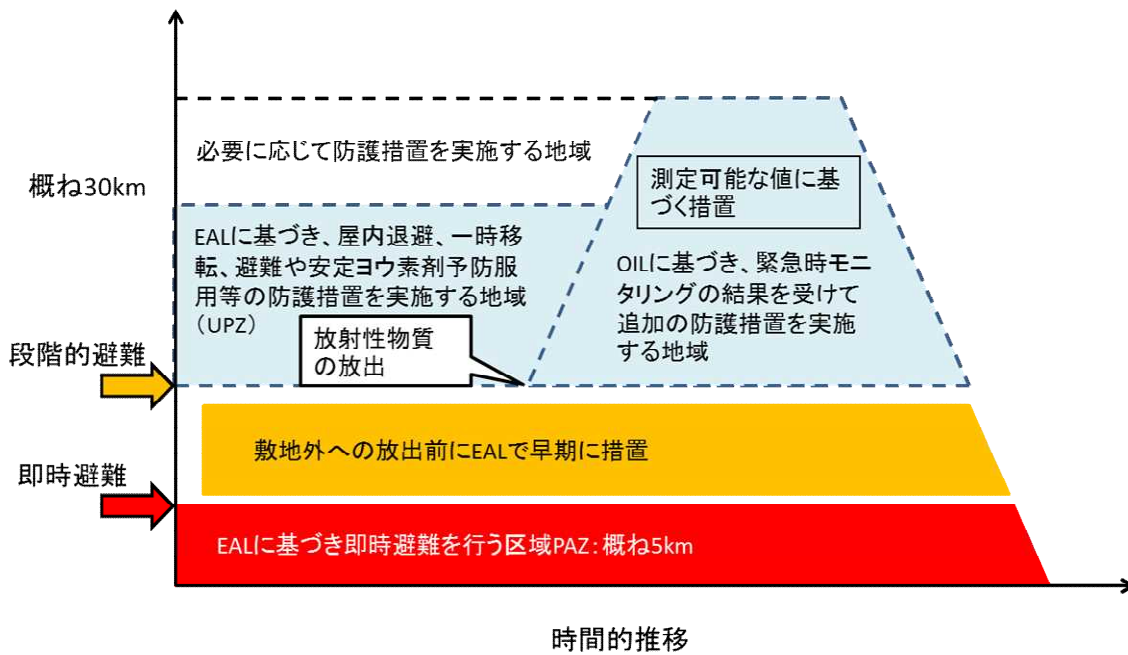 必要に応じて防護措置を実施する地域
概ね30km
測定可能な値に基
づく措置
EALに基づき、屋内退避、一時移
転、避難や安定ヨウ素剤予防服
用等の防護措置を実施する地域
（UPZ）
OILに基づき、緊急時モニ
タリングの結果を受けて
追加の防護措置を実施
する地域
放射性物質
の放出
段階的避難
敷地外への放出前にEALで早期に措置
即時避難
EALに基づき即時避難を行う区域PAZ：概ね5km
時間的推移